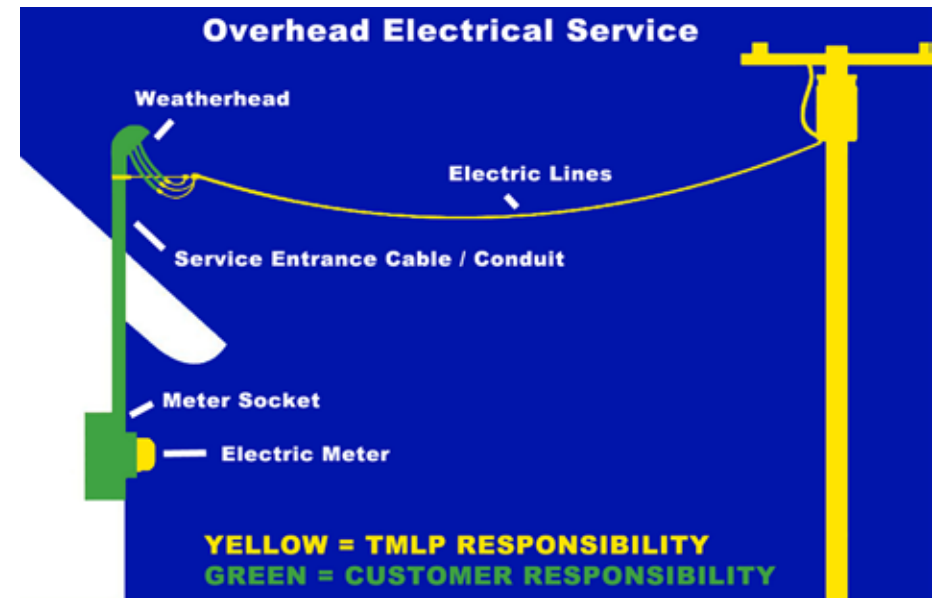 Overhead Electrical Service
Weatherhead
Electric Lines
Service Entrance Cable / Conduit
Meter Socket
Electric Meter
YELLOW = TMLP RESPONSIBILITY
GREEN = CUSTOMER RESPONSIBILITY